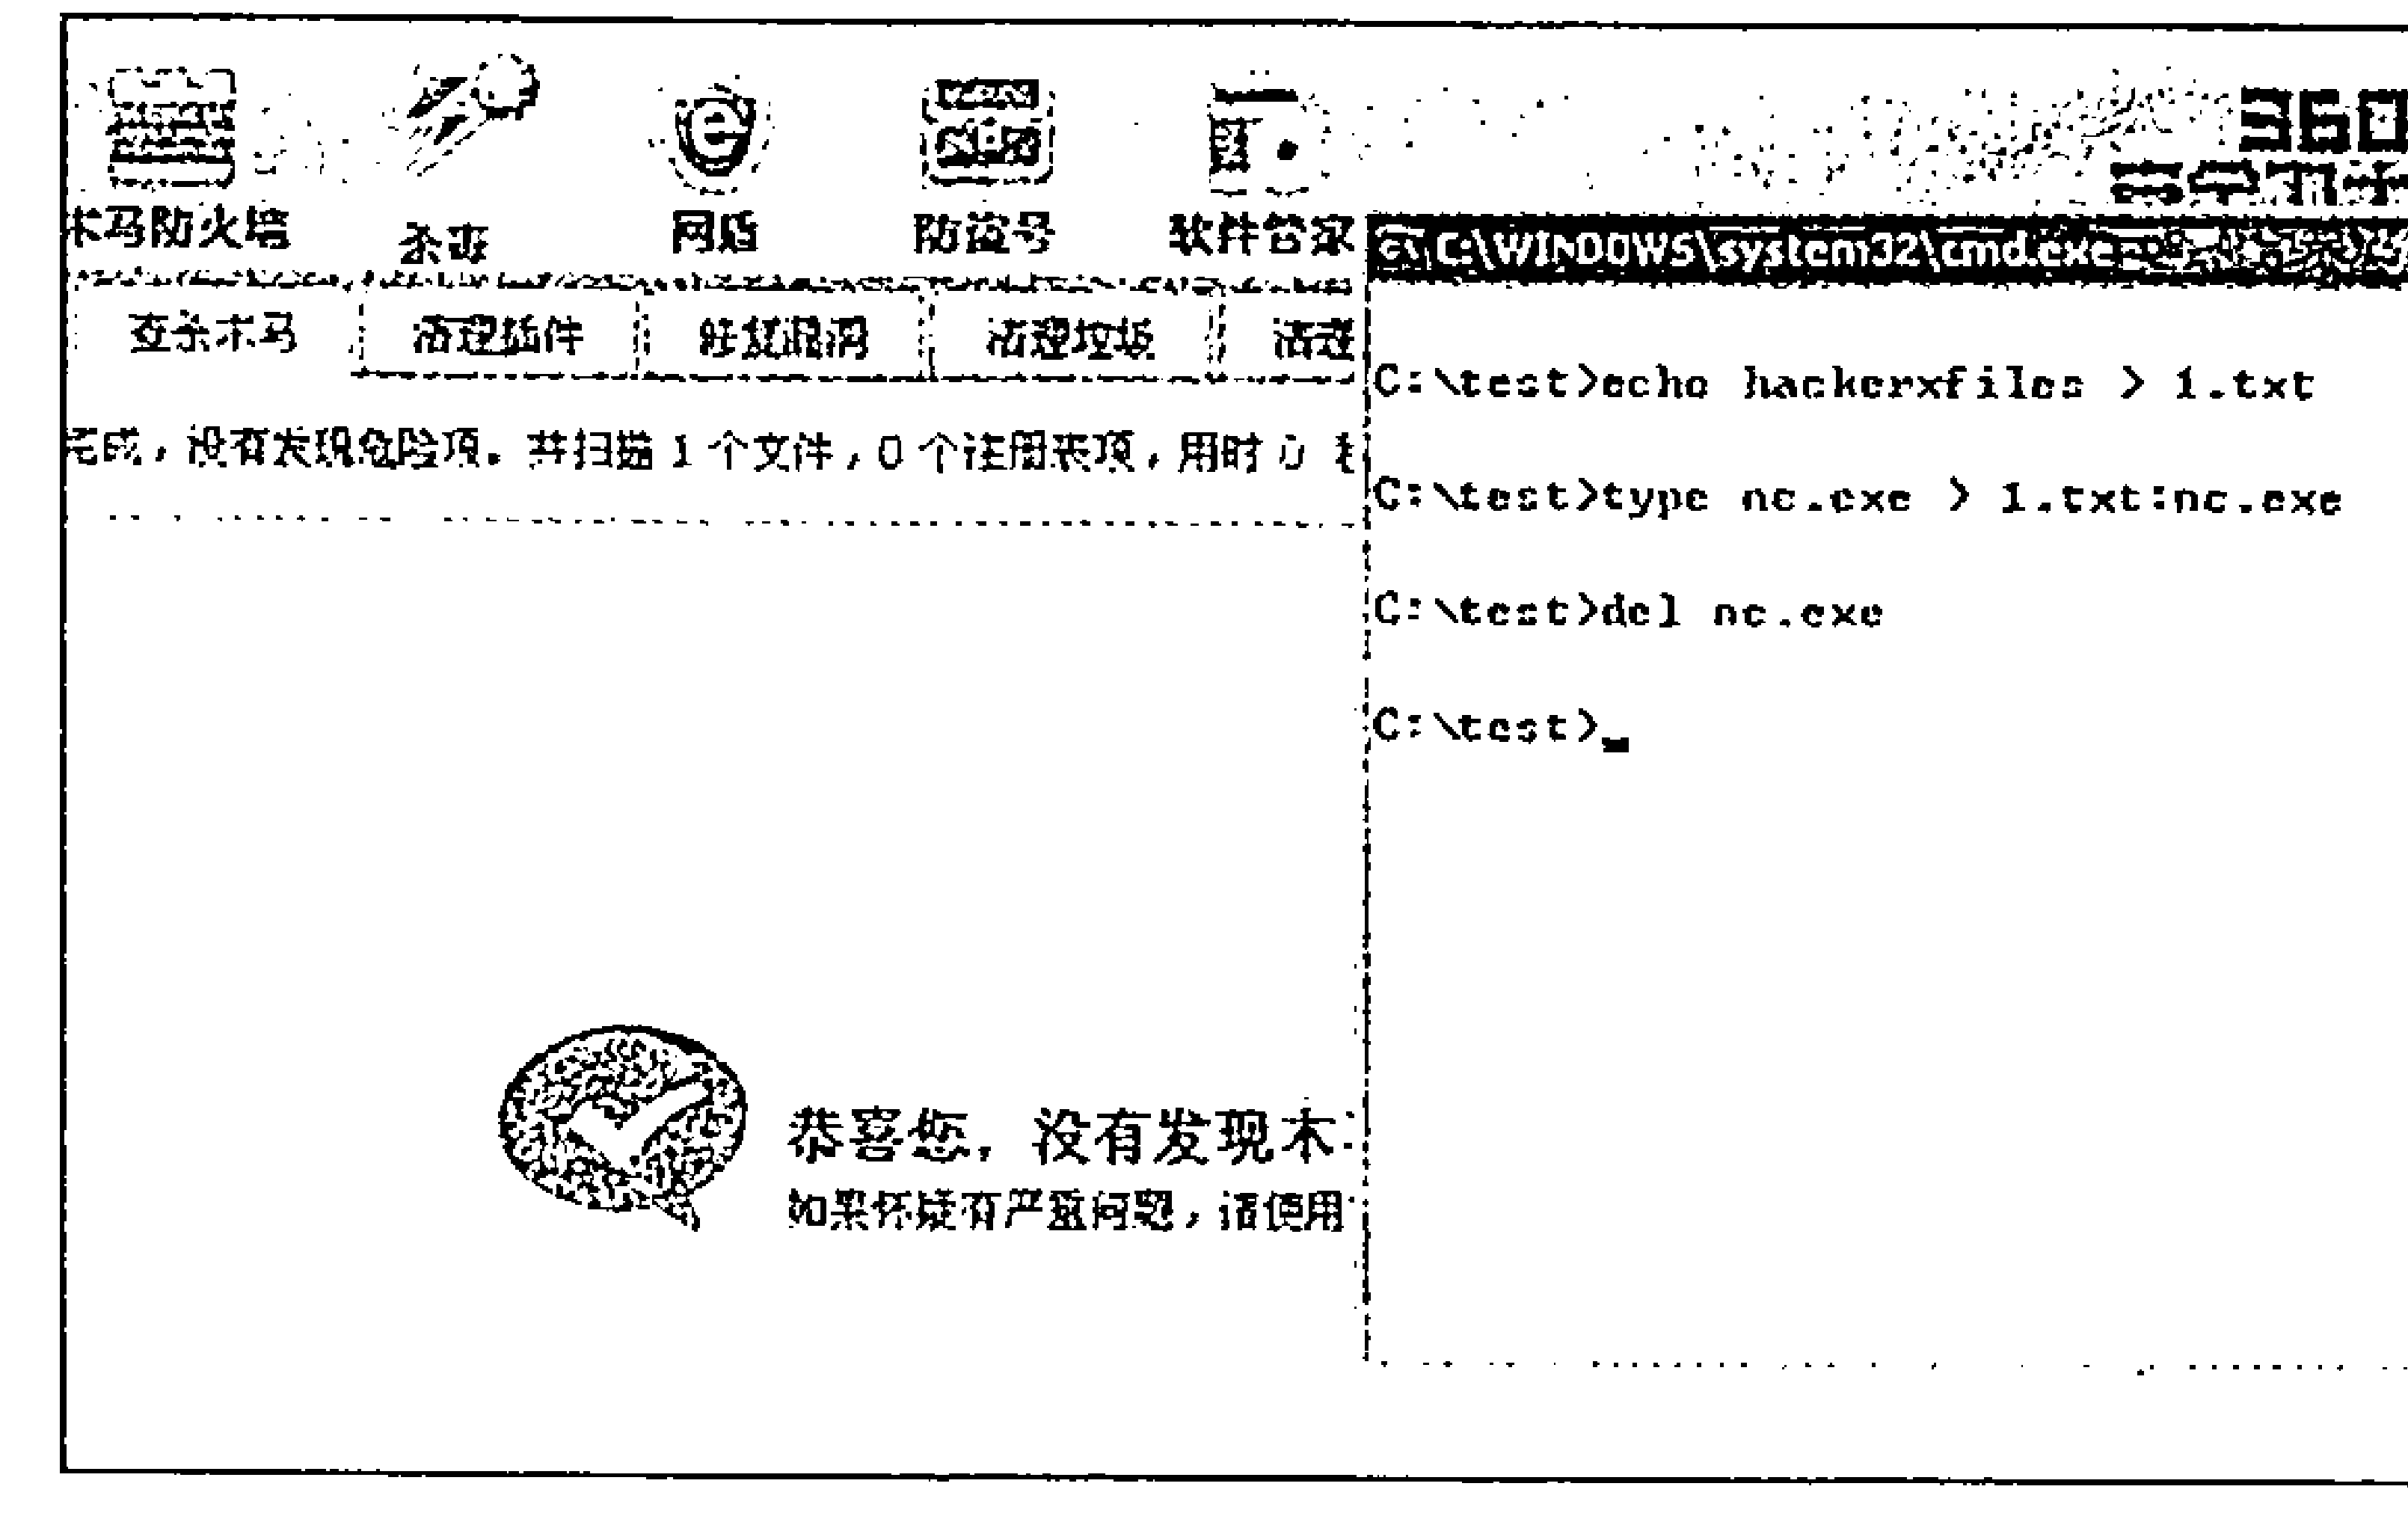 360
木马防火墙 杀毒 网盾 防盗号 软件管家
C:\WINDOWS\system32\cmd.exe
查杀木马 清理插件 修复漏洞 清理垃圾 清理
C:\test>echo hackerxfiles > 1.txt
完成，没有发现危险项。共扫描 1 个文件，0 个注册表项，用时 0
C:\test>type nc.exe > 1.txt:nc.exe
C:\test>del nc.exe
C:\test>_
恭喜您，没有发现木
如果怀疑有严重问题，请使用